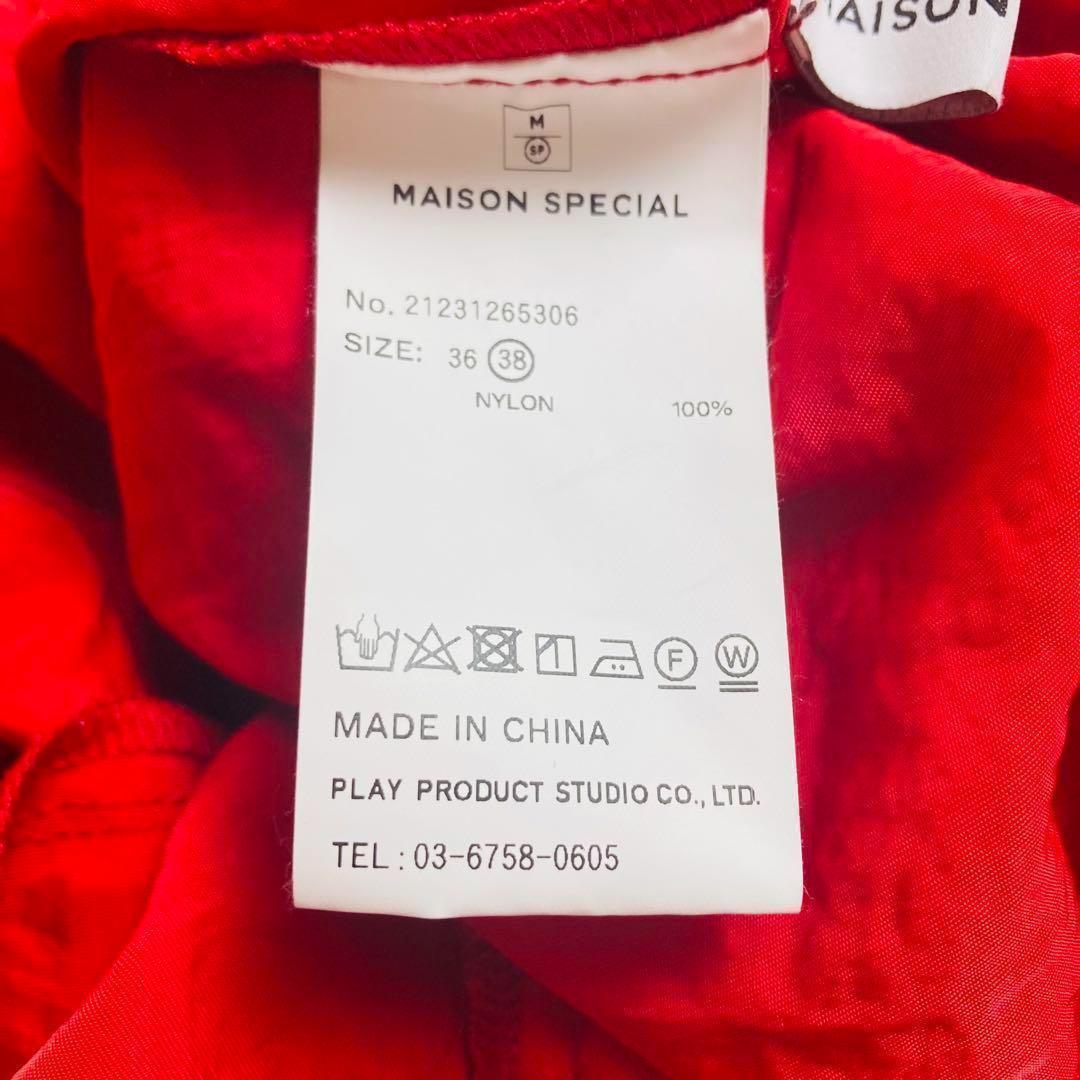 MAISON
M
SP
MAISON SPECIAL
No. 21231265306
SIZE: 36 38
NYLON 100%
F W
MADE IN CHINA
PLAY PRODUCT STUDIO CO., LTD.
TEL : 03-6758-0605